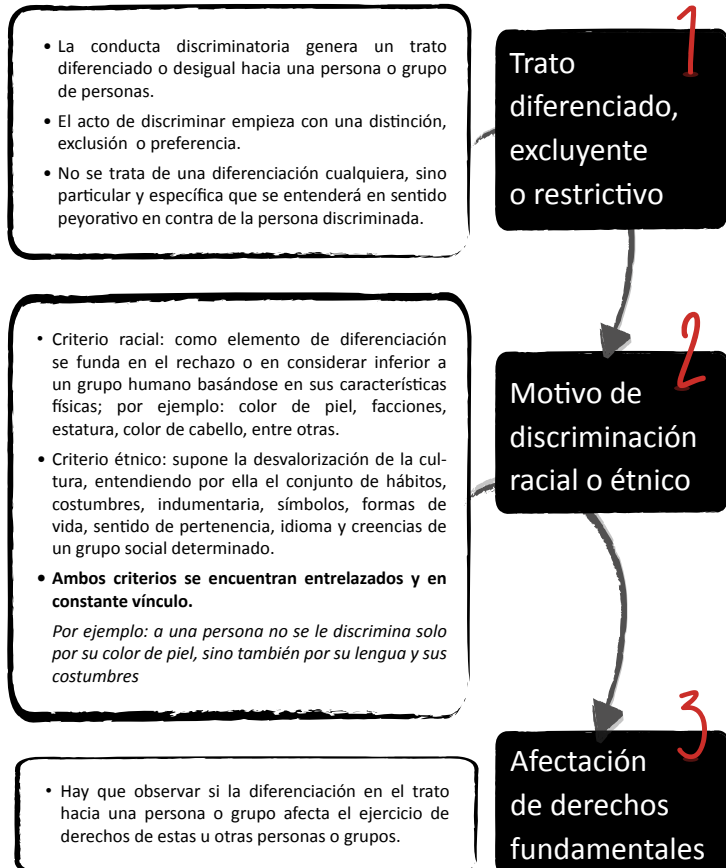 • La conducta discriminatoria genera un trato
diferenciado o desigual hacia una persona o grupo
de personas.
• El acto de discriminar empieza con una distinción,
exclusión o preferencia.
• No se trata de una diferenciación cualquiera, sino
particular y específica que se entenderá en sentido
peyorativo en contra de la persona discriminada.
1
Trato
diferenciado,
excluyente
o restrictivo
• Criterio racial: como elemento de diferenciación
se funda en el rechazo o en considerar inferior a
un grupo humano basándose en sus características
físicas; por ejemplo: color de piel, facciones,
estatura, color de cabello, entre otras.
• Criterio étnico: supone la desvalorización de la cul-
tura, entendiendo por ella el conjunto de hábitos,
costumbres, indumentaria, símbolos, formas de
vida, sentido de pertenencia, idioma y creencias de
un grupo social determinado.
• Ambos criterios se encuentran entrelazados y en
constante vínculo.
Por ejemplo: a una persona no se le discrimina solo
por su color de piel, sino también por su lengua y sus
costumbres
2
Motivo de
discriminación
racial o étnico
• Hay que observar si la diferenciación en el trato
hacia una persona o grupo afecta el ejercicio de
derechos de estas u otras personas o grupos.
3
Afectación
de derechos
fundamentales